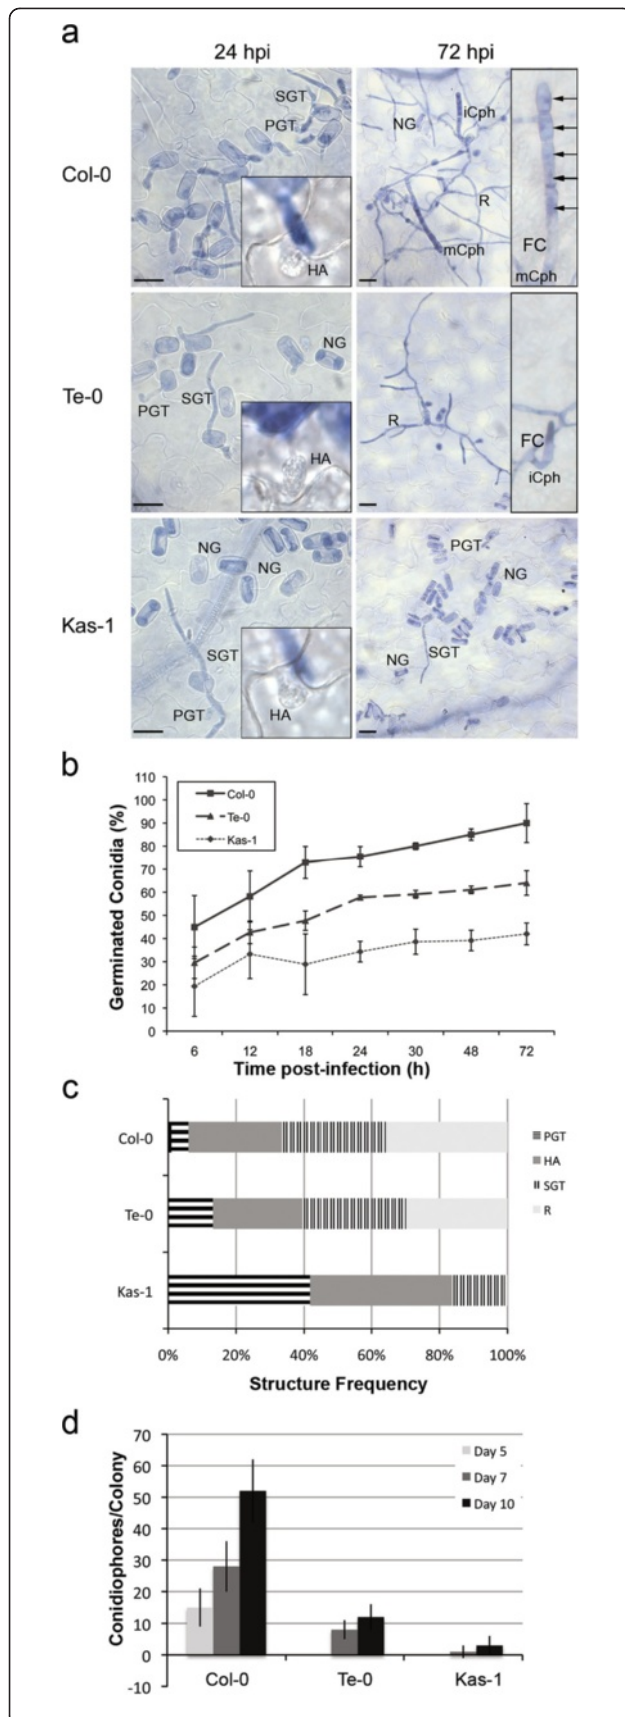 a
24 hpi 72 hpi
Col-0
SGT
PGT
HA
NG
iCph
R
mCph
FC
mCph
Te-0
NG
PGT
SGT
HA
R
FC
iCph
Kas-1
NG
NG
SGT
PGT
HA
PGT
NG
NG
SGT
b
Germinated Conidia (%)
110
100
90
80
70
60
50
40
30
20
10
0
Col-0
Te-0
Kas-1
6 12 18 24 30 48 72
Time post-infection (h)
c
Col-0
Te-0
Kas-1
PGT
HA
SGT
R
0% 20% 40% 60% 80% 100%
Structure Frequency
d
Conidiophores/Colony
70
60
50
40
30
20
10
0
-10
Day 5
Day 7
Day 10
Col-0 Te-0 Kas-1